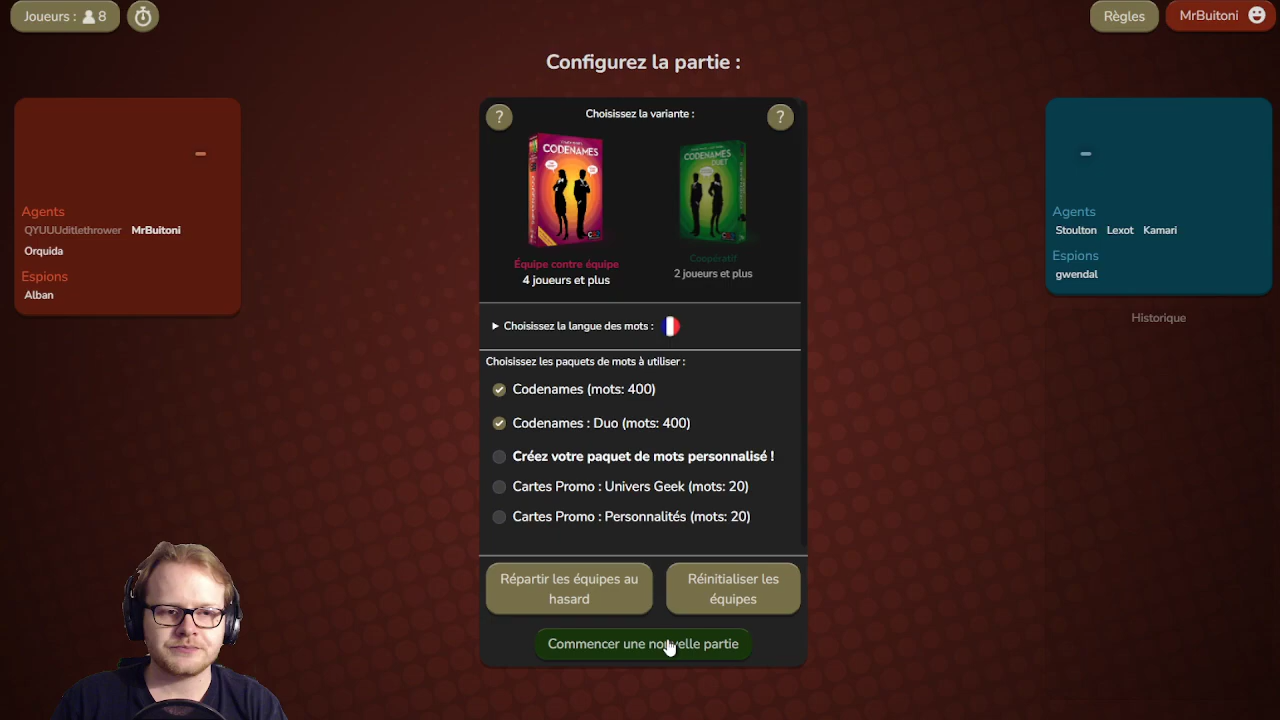 Joueurs : 8
Règles
MrBuitoni
Configurez la partie :
Agents
QYUUUditlethrower MrBuitoni
Orquida
Espions
Alban
? Choisissez la variante : ?
CODENAMES
CODENAMES
DUET
Équipe contre équipe
4 joueurs et plus
Coopératif
2 joueurs et plus
Choisissez la langue des mots :
Choisissez les paquets de mots à utiliser :
Codenames (mots: 400)
Codenames : Duo (mots: 400)
Créez votre paquet de mots personnalisé !
Cartes Promo : Univers Geek (mots: 20)
Cartes Promo : Personnalités (mots: 20)
Répartir les équipes au
hasard
Réinitialiser les
équipes
Commencer une nouvelle partie
Agents
Stoulton Lexot Kamari
Espions
gwendal
Historique